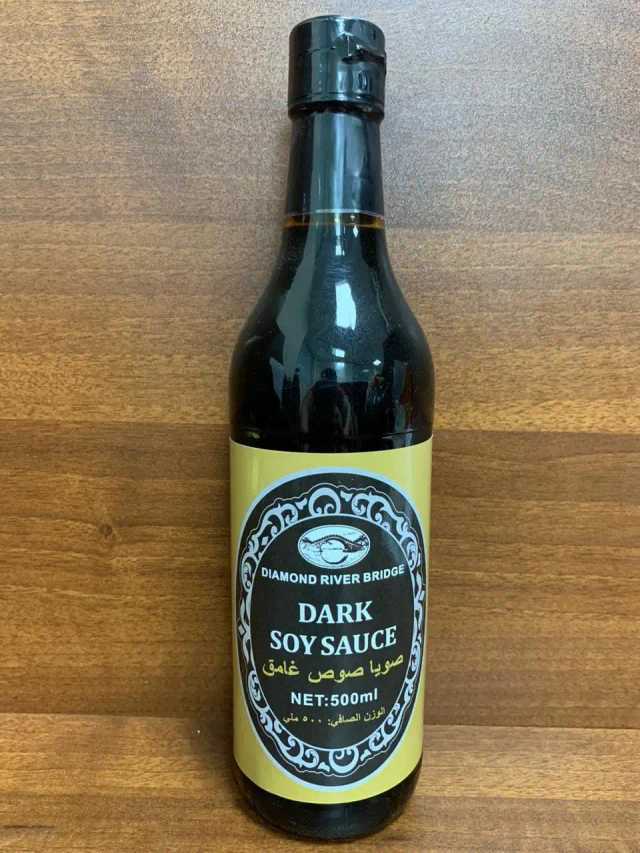 DIAMOND RIVER BRIDGE
DARK
SOY SAUCE
صويا صوص غامق
NET:500ml
الوزن الصافي: ٥٠٠ ملي